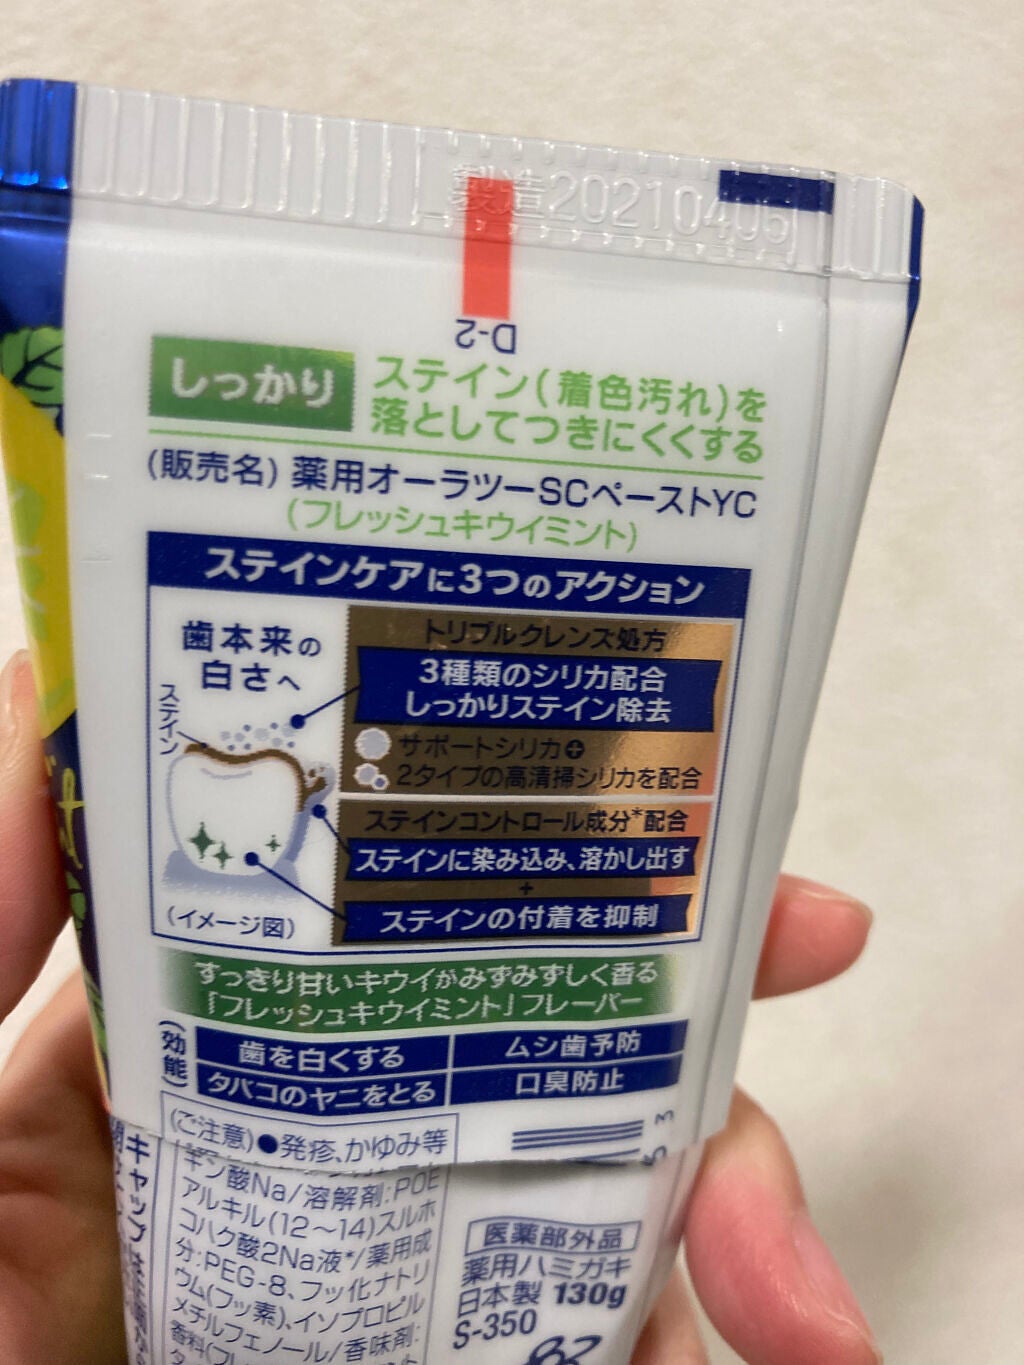 製造20210405
D-2
しっかり
ステイン(着色汚れ)を
落としてつきにくくする
(販売名) 薬用オーラツーSCペーストYC
(フレッシュキウイミント)
ステインケアに3つのアクション
歯本来の
白さへ
ステイン
(イメージ図)
トリプルクレンズ処方
3種類のシリカ配合
しっかりステイン除去
サポートシリカ+
2タイプの高清掃シリカを配合
ステインコントロール成分*配合
ステインに染み込み、溶かし出す
+
ステインの付着を抑制
すっきり甘いキウイがみずみずしく香る
「フレッシュキウイミント」フレーバー
(効能)
歯を白くする
ムシ歯予防
タバコのヤニをとる
口臭防止
(ご注意)●発疹、かゆみ等
キャップは
酸Na/溶解剤:POE
アルキル(12〜14)スルホ
コハク酸2Na液*/薬用成
分:PEG-8、フッ化ナトリ
ウム(フッ素)、イソプロピル
メチルフェノール/香味剤:
医薬部外品
薬用ハミガキ
日本製 130g
S-350